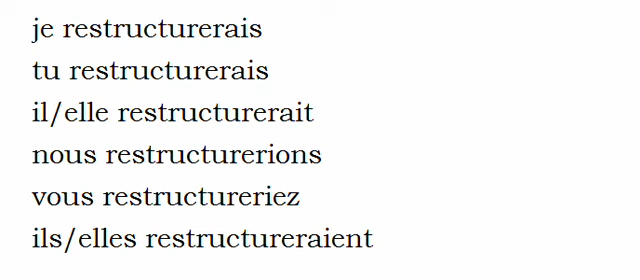 je restructurerais
tu restructurerais
il/elle restructurerait
nous restructurerions
vous restructureriez
ils/elles restructureraient